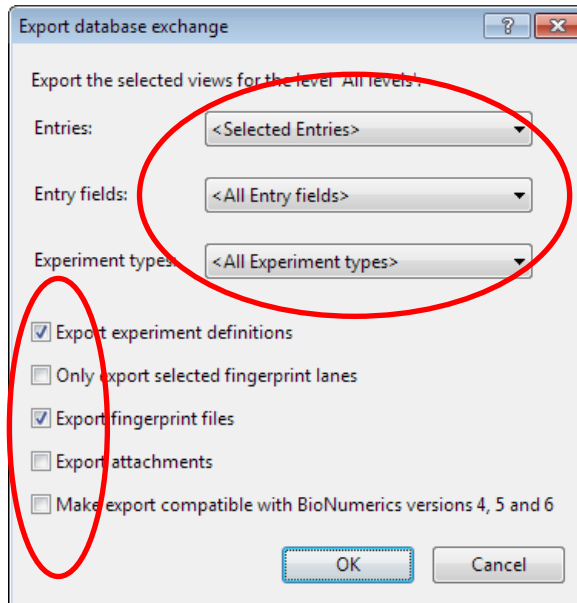 Export database exchange
Export the selected views for the level 'All levels'.
Entries: <Selected Entries>
Entry fields: <All Entry fields>
Experiment types: <All Experiment types>
Export experiment definitions
Only export selected fingerprint lanes
Export fingerprint files
Export attachments
Make export compatible with BioNumerics versions 4, 5 and 6
OK Cancel